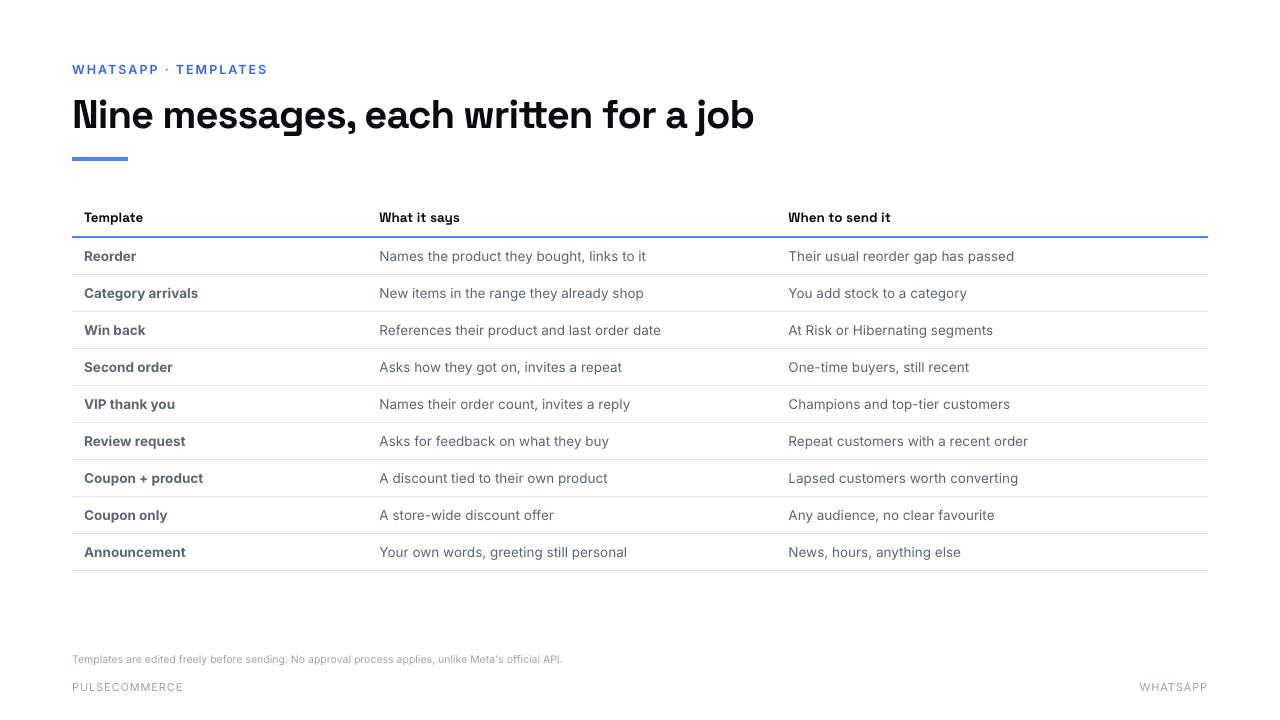 WHATSAPP · TEMPLATES
Nine messages, each written for a job
Template What it says When to send it
Reorder Names the product they bought, links to it Their usual reorder gap has passed
Category arrivals New items in the range they already shop You add stock to a category
Win back References their product and last order date At Risk or Hibernating segments
Second order Asks how they got on, invites a repeat One-time buyers, still recent
VIP thank you Names their order count, invites a reply Champions and top-tier customers
Review request Asks for feedback on what they buy Repeat customers with a recent order
Coupon + product A discount tied to their own product Lapsed customers worth converting
Coupon only A store-wide discount offer Any audience, no clear favourite
Announcement Your own words, greeting still personal News, hours, anything else
Templates are edited freely before sending. No approval process applies, unlike Meta's official API.
PULSECOMMERCE WHATSAPP